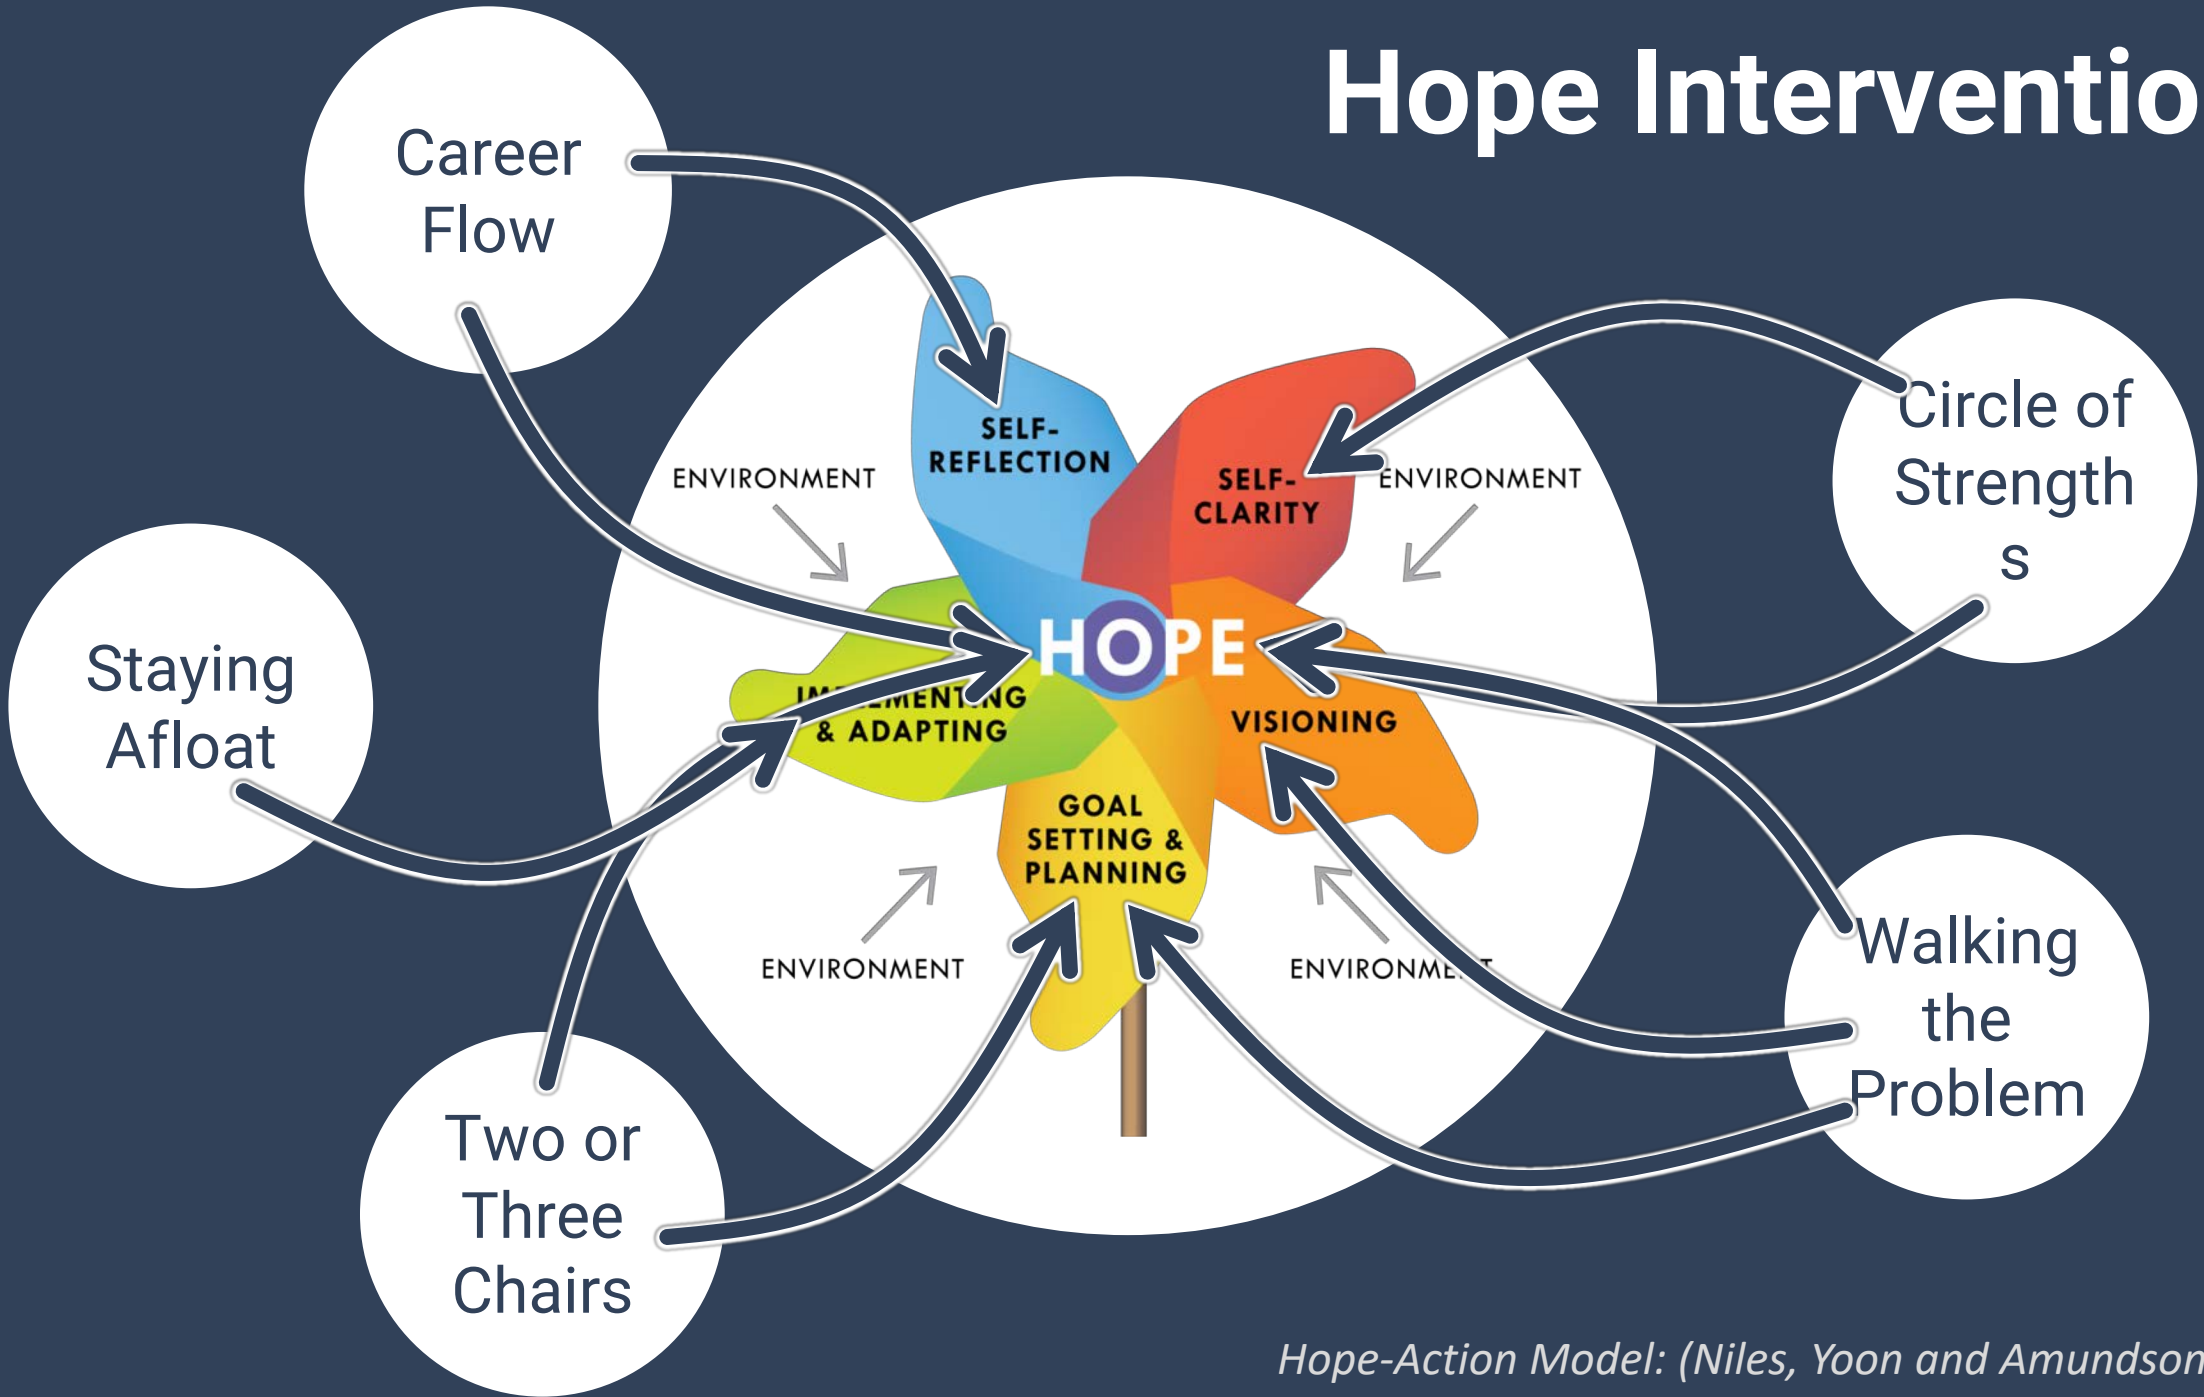 Hope Interventio
Career
Flow
Circle of
Strength
s
Staying
Afloat
Walking
the
Problem
Two or
Three
Chairs
SELF-
REFLECTION
SELF-
CLARITY
ENVIRONMENT
ENVIRONMENT
HOPE
& ADAPTING
VISIONING
GOAL
SETTING &
PLANNING
ENVIRONMENT
Hope-Action Model: (Niles, Yoon and Amundson